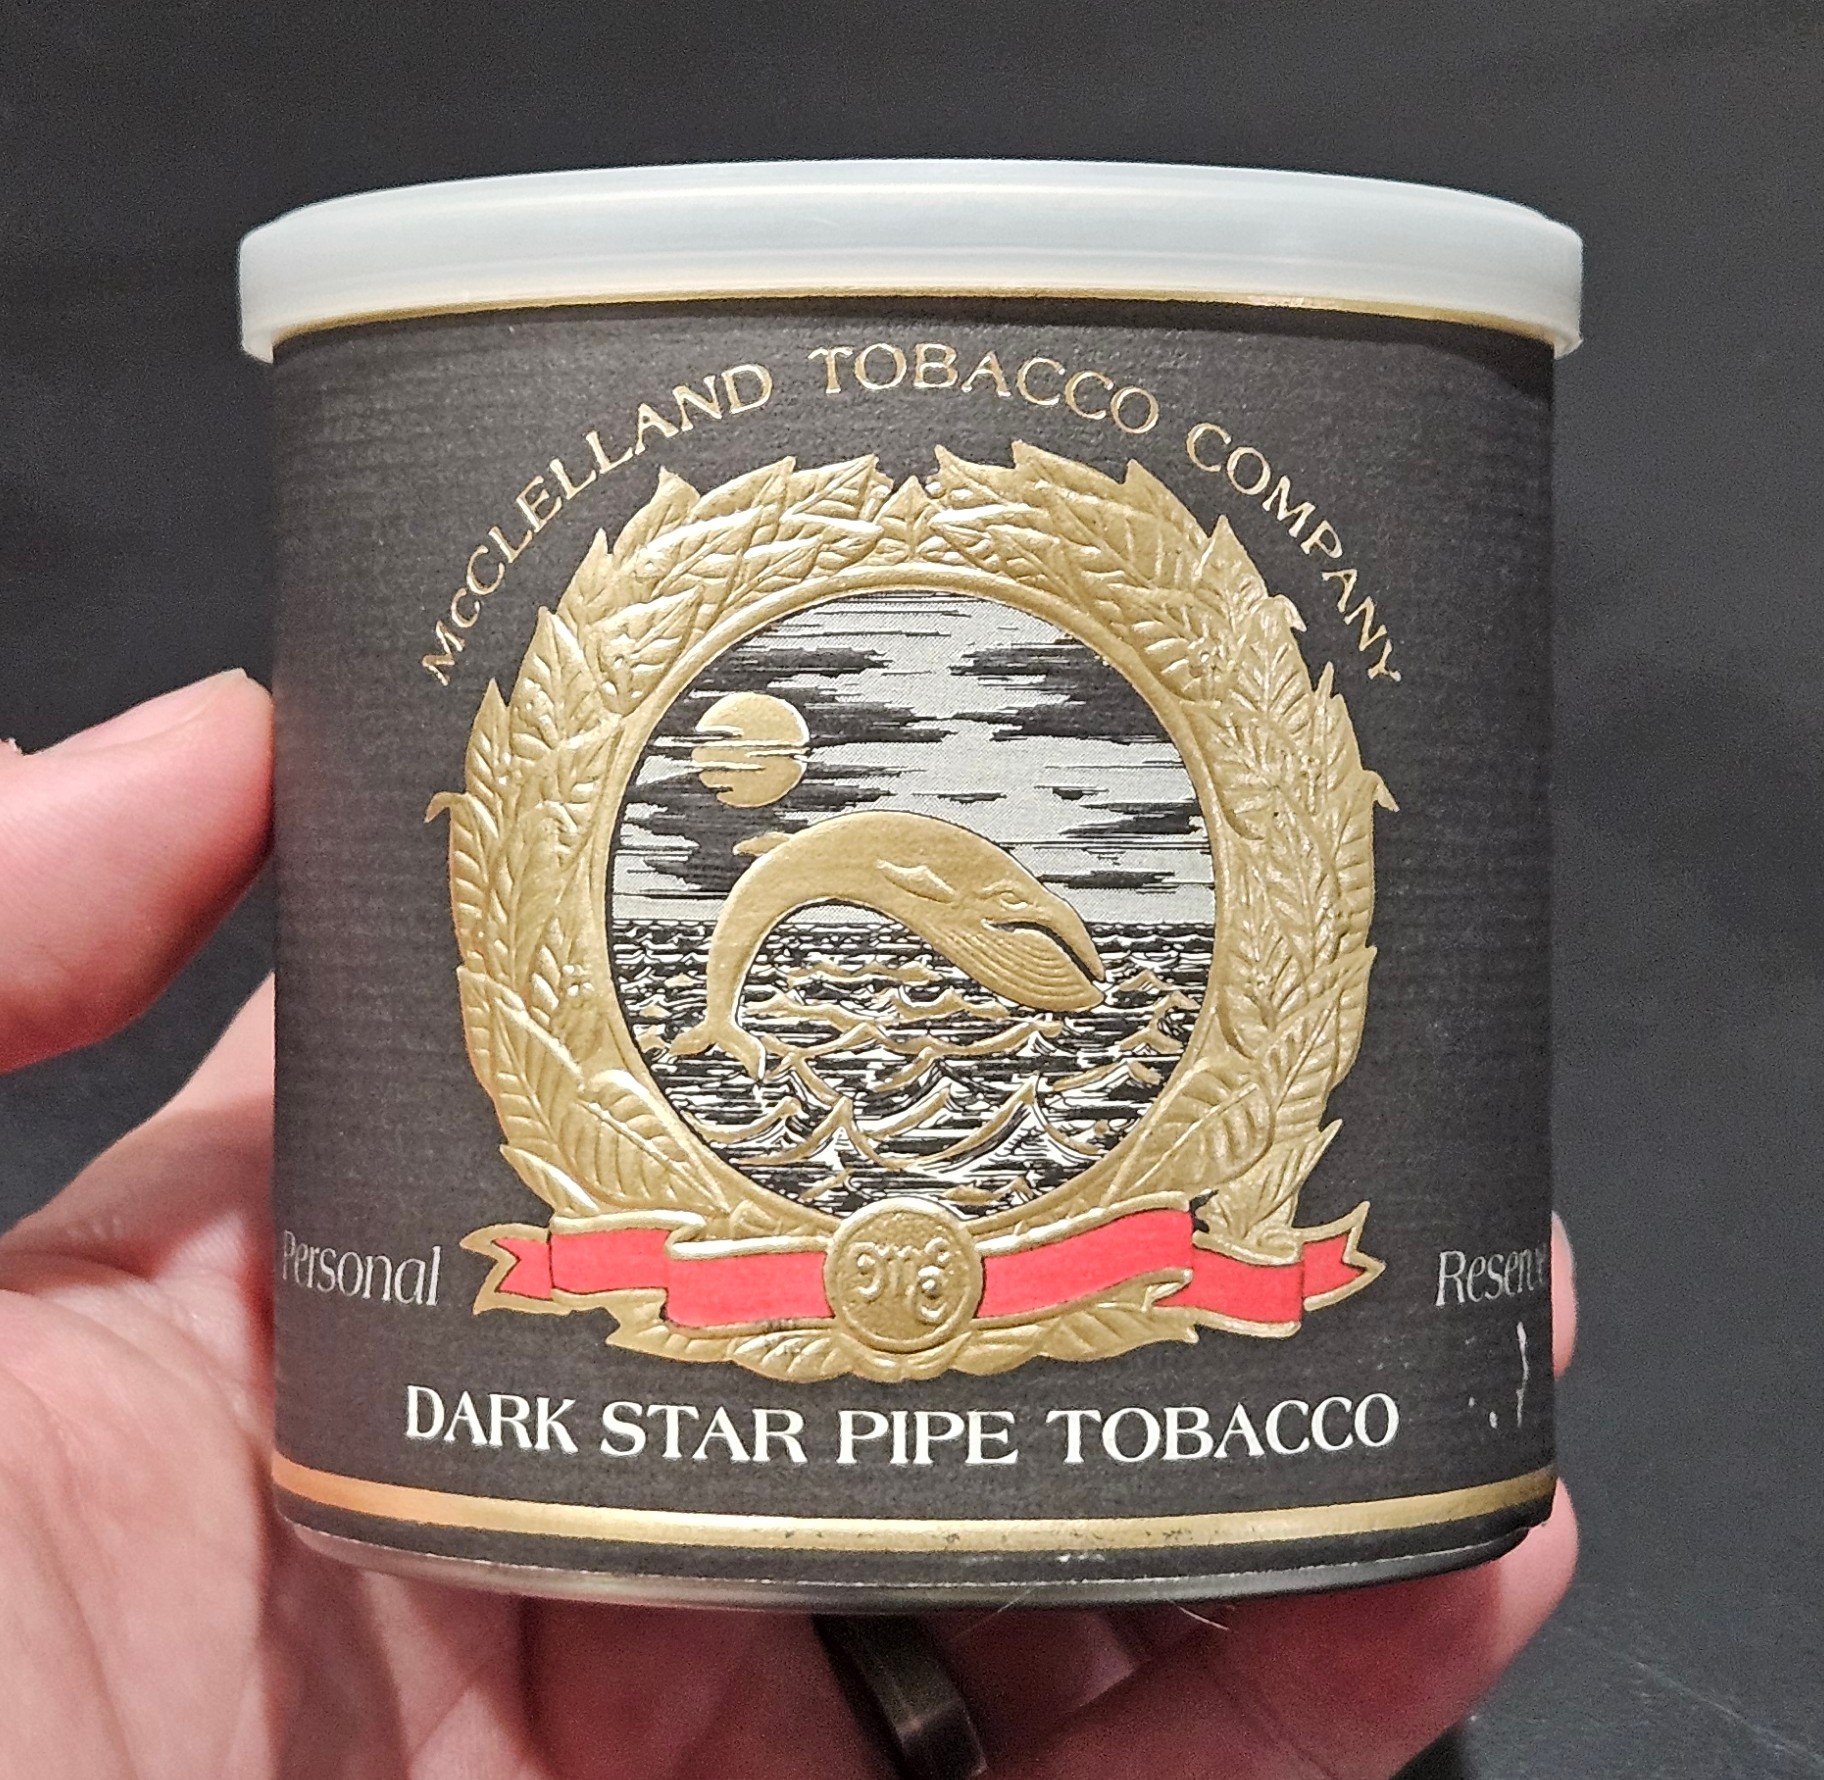 McCLELLAND TOBACCO COMPANY
Personal Reserve
DARK STAR PIPE TOBACCO